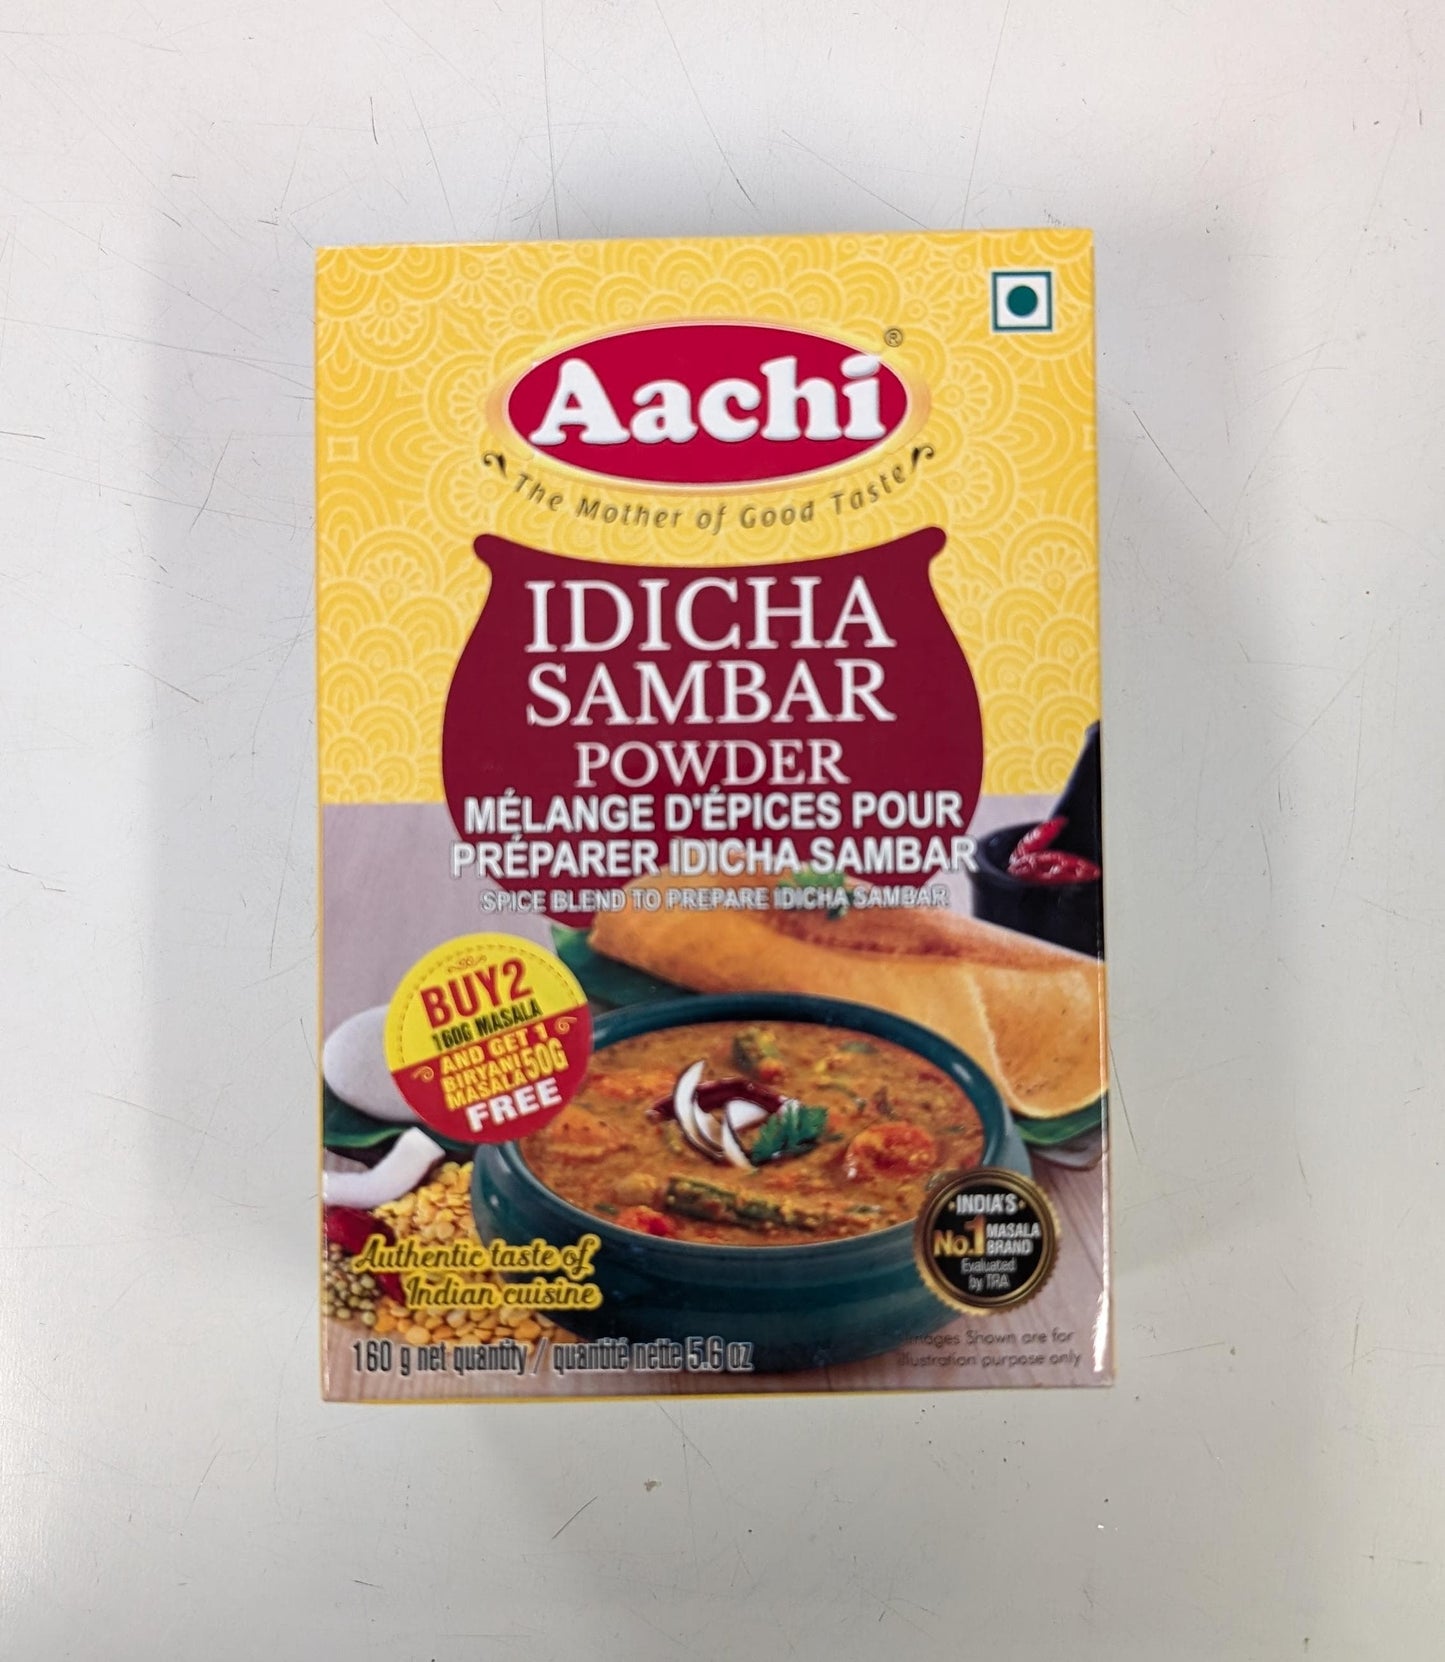 Aachi
®
The Mother of Good Taste
IDICHA
SAMBAR
POWDER
MÉLANGE D'ÉPICES POUR
PRÉPARER IDICHA SAMBAR
SPICE BLEND TO PREPARE IDICHA SAMBAR
BUY 2
160G MASALA
AND GET 1
BIRYANI 50G
MASALA
FREE
INDIA'S
No.1 MASALA
BRAND
Evaluated
by TRA
Authentic taste of
Indian cuisine
160 g net quantity / quantité nette 5.6 oz
Images Shown are for
illustration purpose only